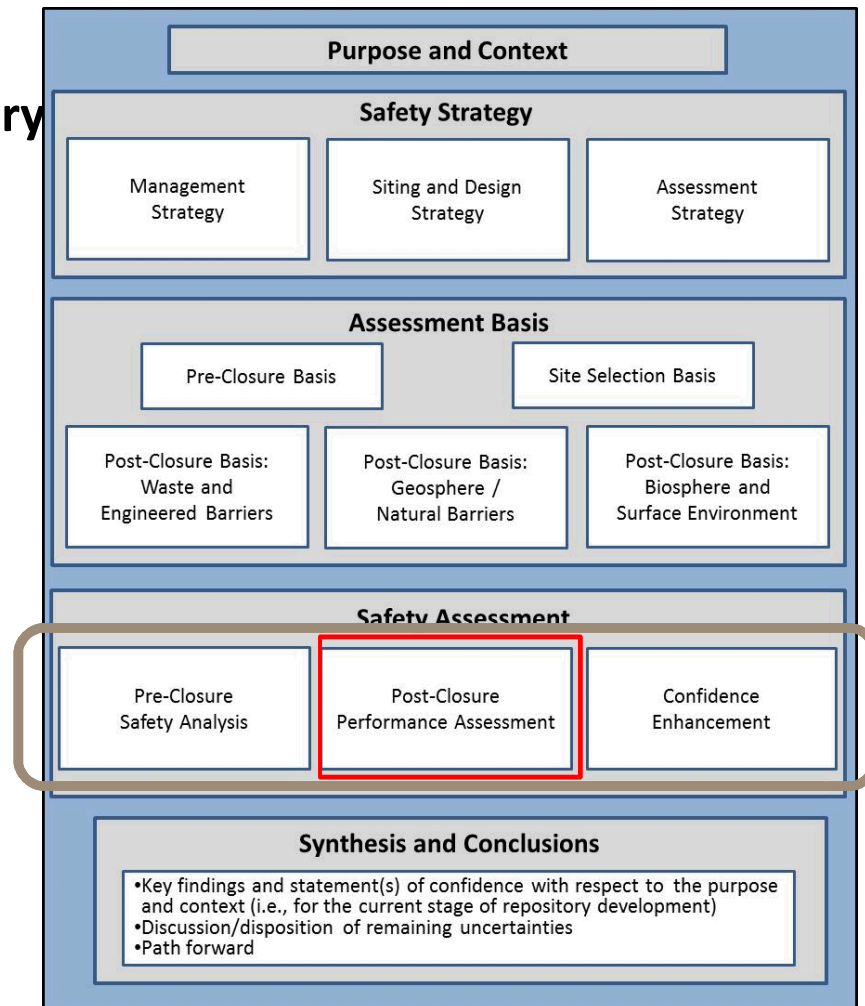 Purpose and Context
ry
Safety Strategy
Management
Strategy
Siting and Design
Strategy
Assessment
Strategy
Assessment Basis
Pre-Closure Basis
Site Selection Basis
Post-Closure Basis:
Waste and
Engineered Barriers
Post-Closure Basis:
Geosphere /
Natural Barriers
Post-Closure Basis:
Biosphere and
Surface Environment
Safety Assessment
Pre-Closure
Safety Analysis
Post-Closure
Performance Assessment
Confidence
Enhancement
Synthesis and Conclusions
•Key findings and statement(s) of confidence with respect to the purpose
and context (i.e., for the current stage of repository development)
•Discussion/disposition of remaining uncertainties
•Path forward